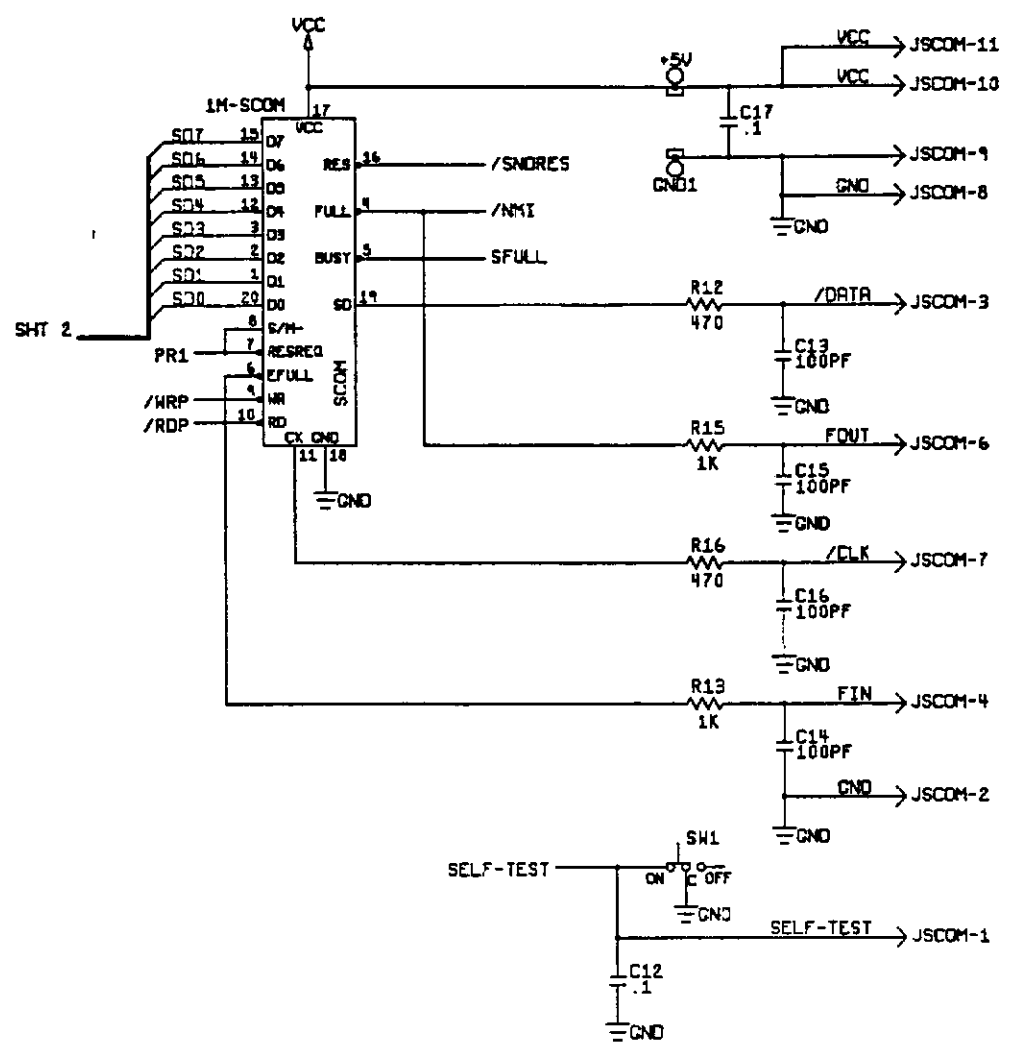 VCC
VCC JSCOM-11
+5V
VCC JSCOM-10
1M-SCOM
17
VCC
C17
.1
SD7 15 D7
SD6 14 D6
SD5 13 D5
SD4 12 D4
SD3 3 D3
SD2 2 D2
SD1 1 D1
SD0 20 D0
8 S/M-
PR1 7 RESREQ
6 EFULL
/WRP 9 WR
/RDP 10 RD
SHT 2
RES 16 /SNDRES
FULL 4 /NMI
BUST 5 SFULL
SO 19
SCOM
CK GND
11 18
GND
JSCOM-9
GND1
GND JSCOM-8
GND
R12
470
/DATA JSCOM-3
C13
100PF
GND
R15
1K
FOUT JSCOM-6
C15
100PF
GND
R16
470
/CLK JSCOM-7
C16
100PF
GND
R13
1K
FIN JSCOM-4
C14
100PF
GND JSCOM-2
GND
SW1
SELF-TEST
ON C OFF
GND
SELF-TEST JSCOM-1
C12
.1
GND